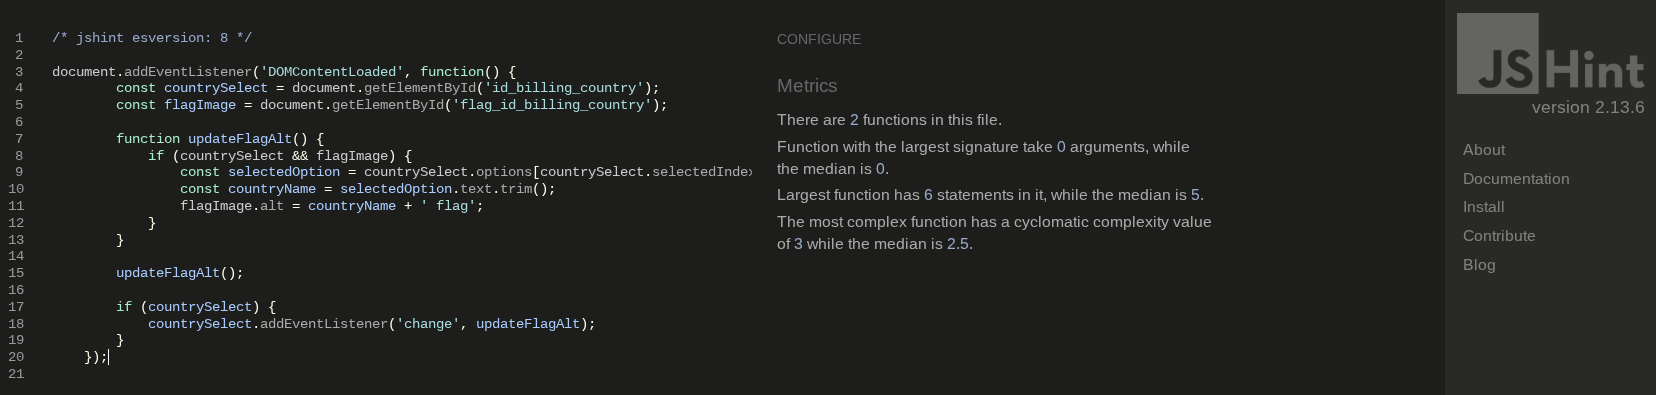 1 /* jshint esversion: 8 */
2
3 document.addEventListener('DOMContentLoaded', function() {
4 const countrySelect = document.getElementById('id_billing_country');
5 const flagImage = document.getElementById('flag_id_billing_country');
6
7 function updateFlagAlt() {
8 if (countrySelect && flagImage) {
9 const selectedOption = countrySelect.options[countrySelect.selectedIndex
10 const countryName = selectedOption.text.trim();
11 flagImage.alt = countryName + ' flag';
12 }
13 }
14
15 updateFlagAlt();
16
17 if (countrySelect) {
18 countrySelect.addEventListener('change', updateFlagAlt);
19 }
20 });
21
CONFIGURE
Metrics
There are 2 functions in this file.
Function with the largest signature take 0 arguments, while
the median is 0.
Largest function has 6 statements in it, while the median is 5.
The most complex function has a cyclomatic complexity value
of 3 while the median is 2.5.
JSHint
version 2.13.6
About
Documentation
Install
Contribute
Blog